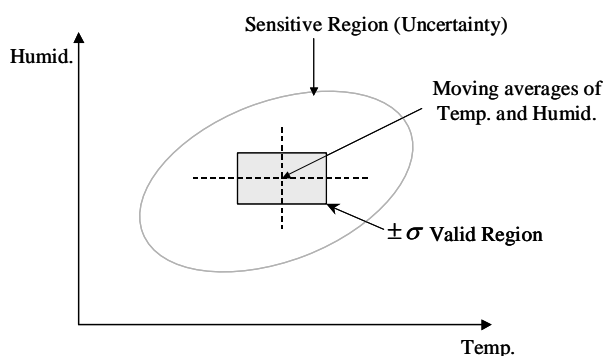 Sensitive Region (Uncertainty)
Humid.
Moving averages of
Temp. and Humid.
±σ Valid Region
Temp.